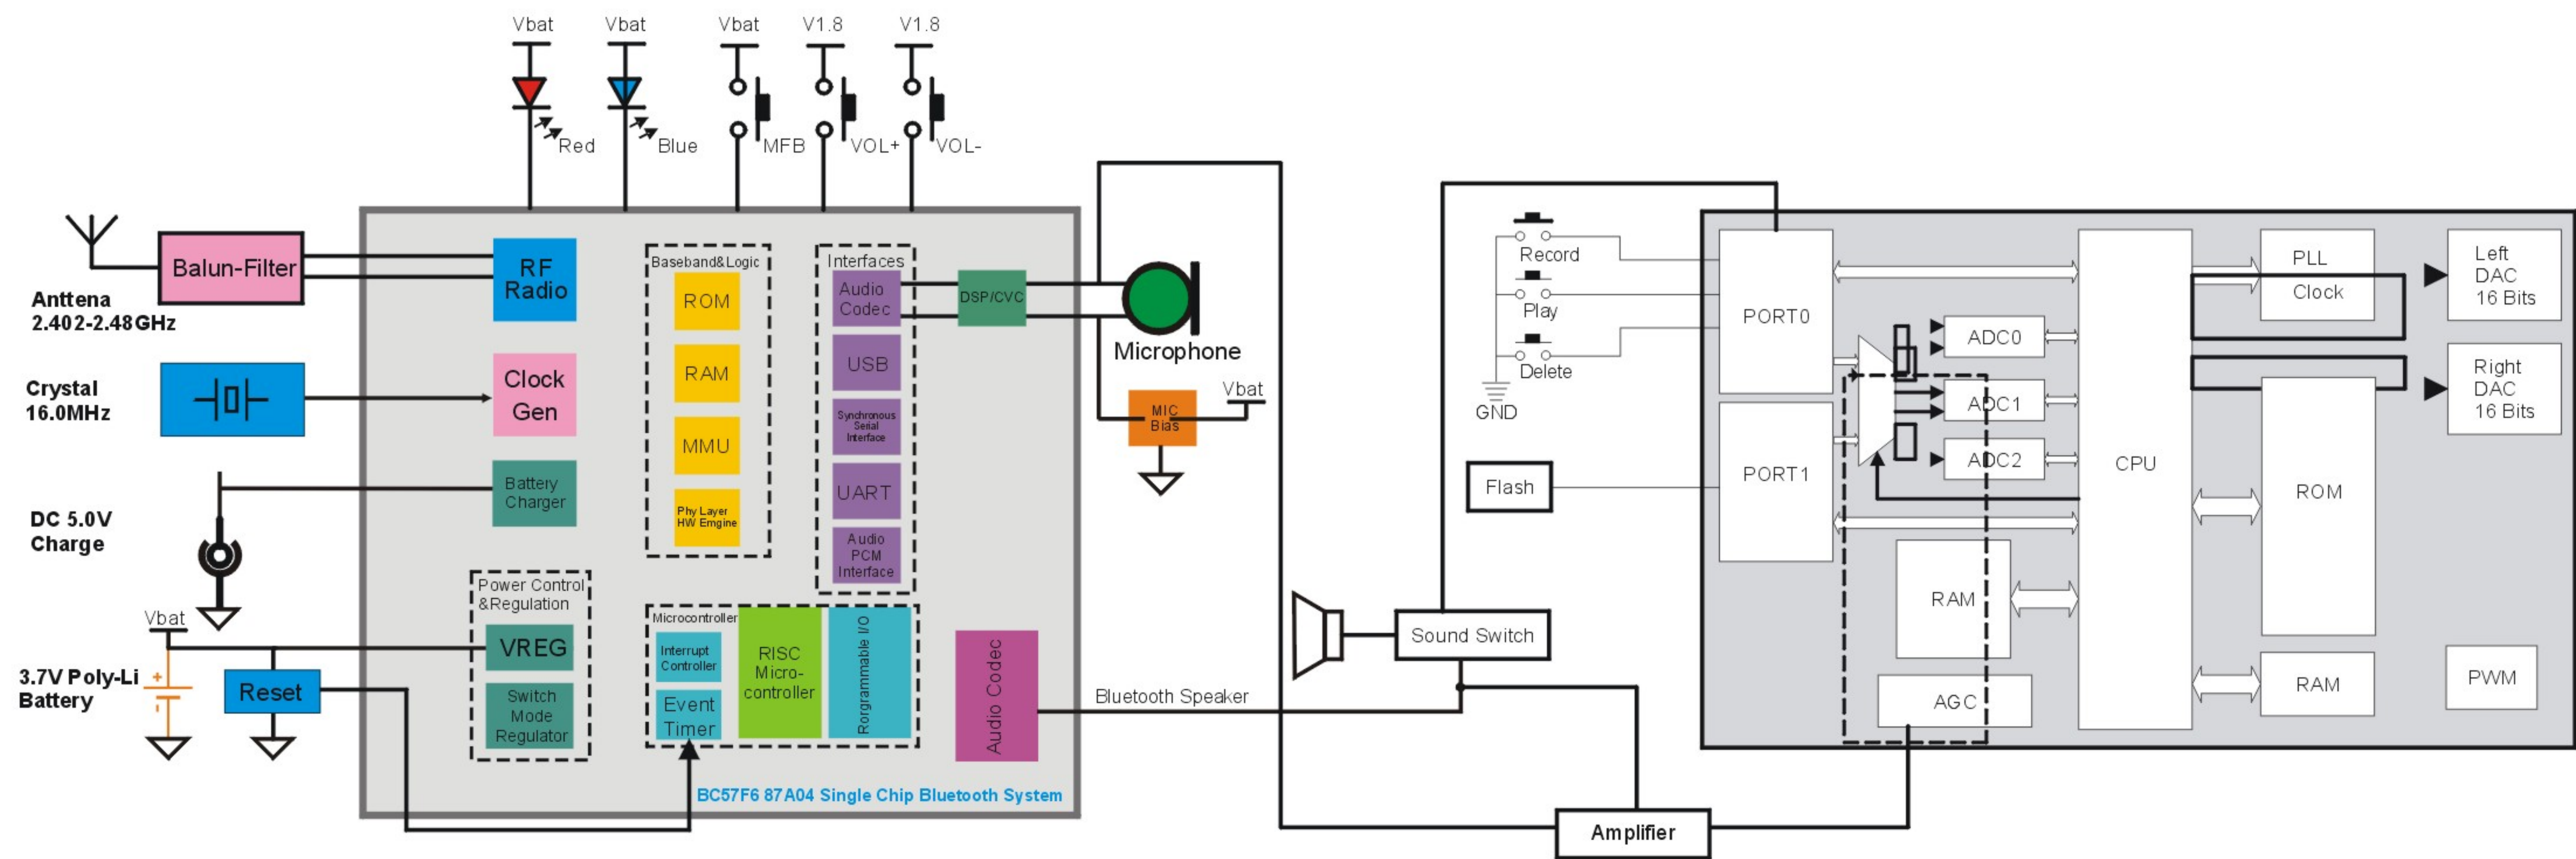 Vbat
Vbat
Vbat
V1.8
V1.8
Red
Blue
MFB
VOL+
VOL-
Balun-Filter
Anttena
2.402-2.48GHz
RF
Radio
Crystal
16.0MHz
Clock
Gen
Battery
Charger
DC 5.0V
Charge
Power Control
&Regulation
VREG
Switch
Mode
Regulator
Vbat
3.7V Poly-Li
Battery
+
-
Reset
Baseband&Logic
ROM
RAM
MMU
Phy Layer
HW Emgine
Interfaces
Audio
Codec
USB
Synchronous
Serial
Interface
UART
Audio
PCM
Interface
Microcontroller
Interrupt
Controller
Event
Timer
RISC
Micro-
controller
Rorgrammable I/O
Audio Codec
BC57F6 87A04 Single Chip Bluetooth System
DSP/CVC
Microphone
MIC
Bias
Vbat
Bluetooth Speaker
Sound Switch
Amplifier
Record
Play
Delete
GND
Flash
PORT0
PORT1
ADC0
ADC1
ADC2
RAM
AGC
CPU
PLL
Clock
ROM
RAM
Left
DAC
16 Bits
Right
DAC
16 Bits
PWM